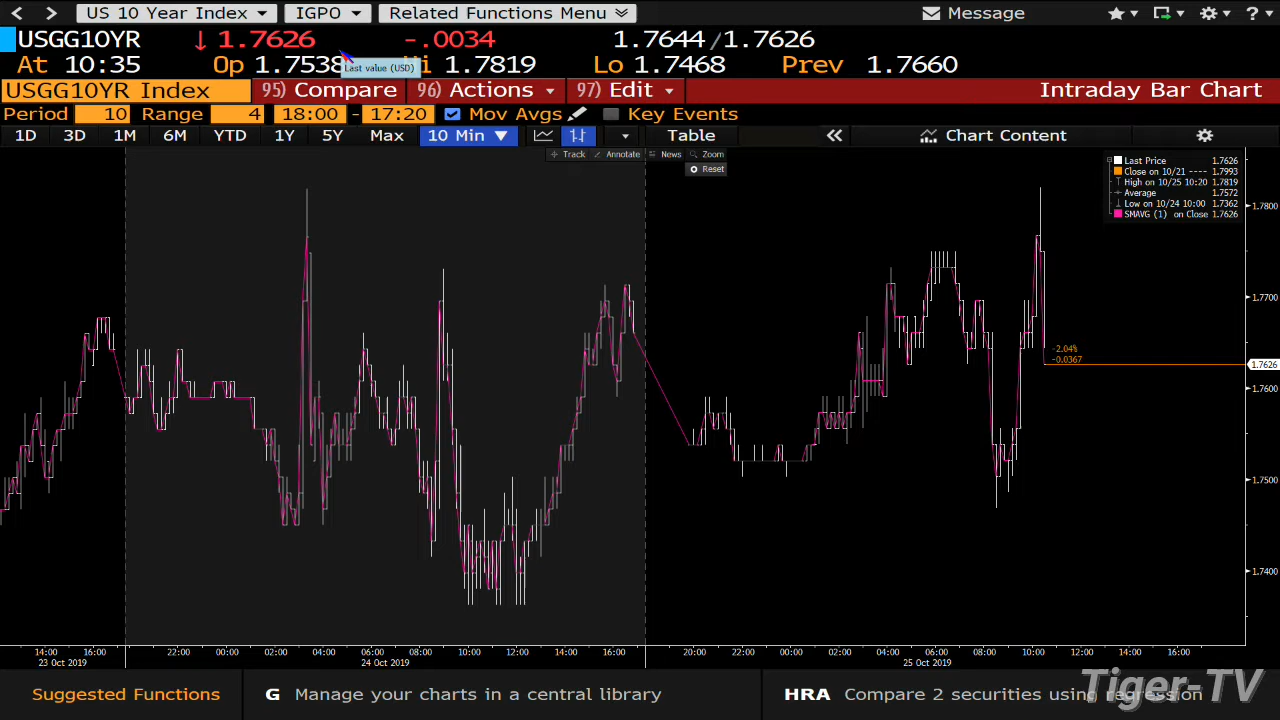 US 10 Year Index IGPO Related Functions Menu Message ?
USGG10YR ↓ 1.7626 -.0034 1.7644/1.7626
At 10:35 Op 1.7538 Hi 1.7819 Lo 1.7468 Prev 1.7660
Last value (USD)
USGG10YR Index 95) Compare 96) Actions 97) Edit Intraday Bar Chart
Period 10 Range 4 18:00 - 17:20 Mov Avgs Key Events
1D 3D 1M 6M YTD 1Y 5Y Max 10 Min ▼ Table « Chart Content
Track Annotate News Zoom
Reset
Last Price 1.7626
Close on 10/21 ---- 1.7993
High on 10/25 10:20 1.7819
Average 1.7572
Low on 10/24 10:00 1.7362
SMAVG (1) on Close 1.7626
1.7800
1.7700
-2.04%
-0.0367
1.7626
1.7600
1.7500
1.7400
14:00 16:00 22:00 00:00 02:00 04:00 06:00 08:00 10:00 12:00 14:00 16:00 20:00 22:00 00:00 02:00 04:00 06:00 08:00 10:00 12:00 14:00 16:00
23 Oct 2019 24 Oct 2019 25 Oct 2019
Suggested Functions G Manage your charts in a central library HRA Compare 2 securities using regression
Tiger-TV